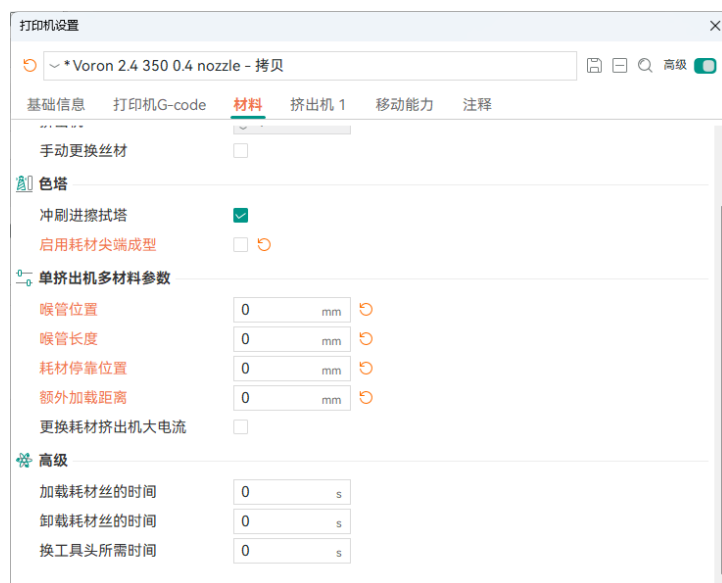 打印机设置
* Voron 2.4 350 0.4 nozzle - 拷贝
高级
基础信息 打印机G-code 材料 挤出机 1 移动能力 注释
手动更换丝材
色塔
冲刷进擦拭塔
启用耗材尖端成型
单挤出机多材料参数
喉管位置 0 mm
喉管长度 0 mm
耗材停靠位置 0 mm
额外加载距离 0 mm
更换耗材挤出机大电流
高级
加载耗材丝的时间 0 s
卸载耗材丝的时间 0 s
换工具头所需时间 0 s